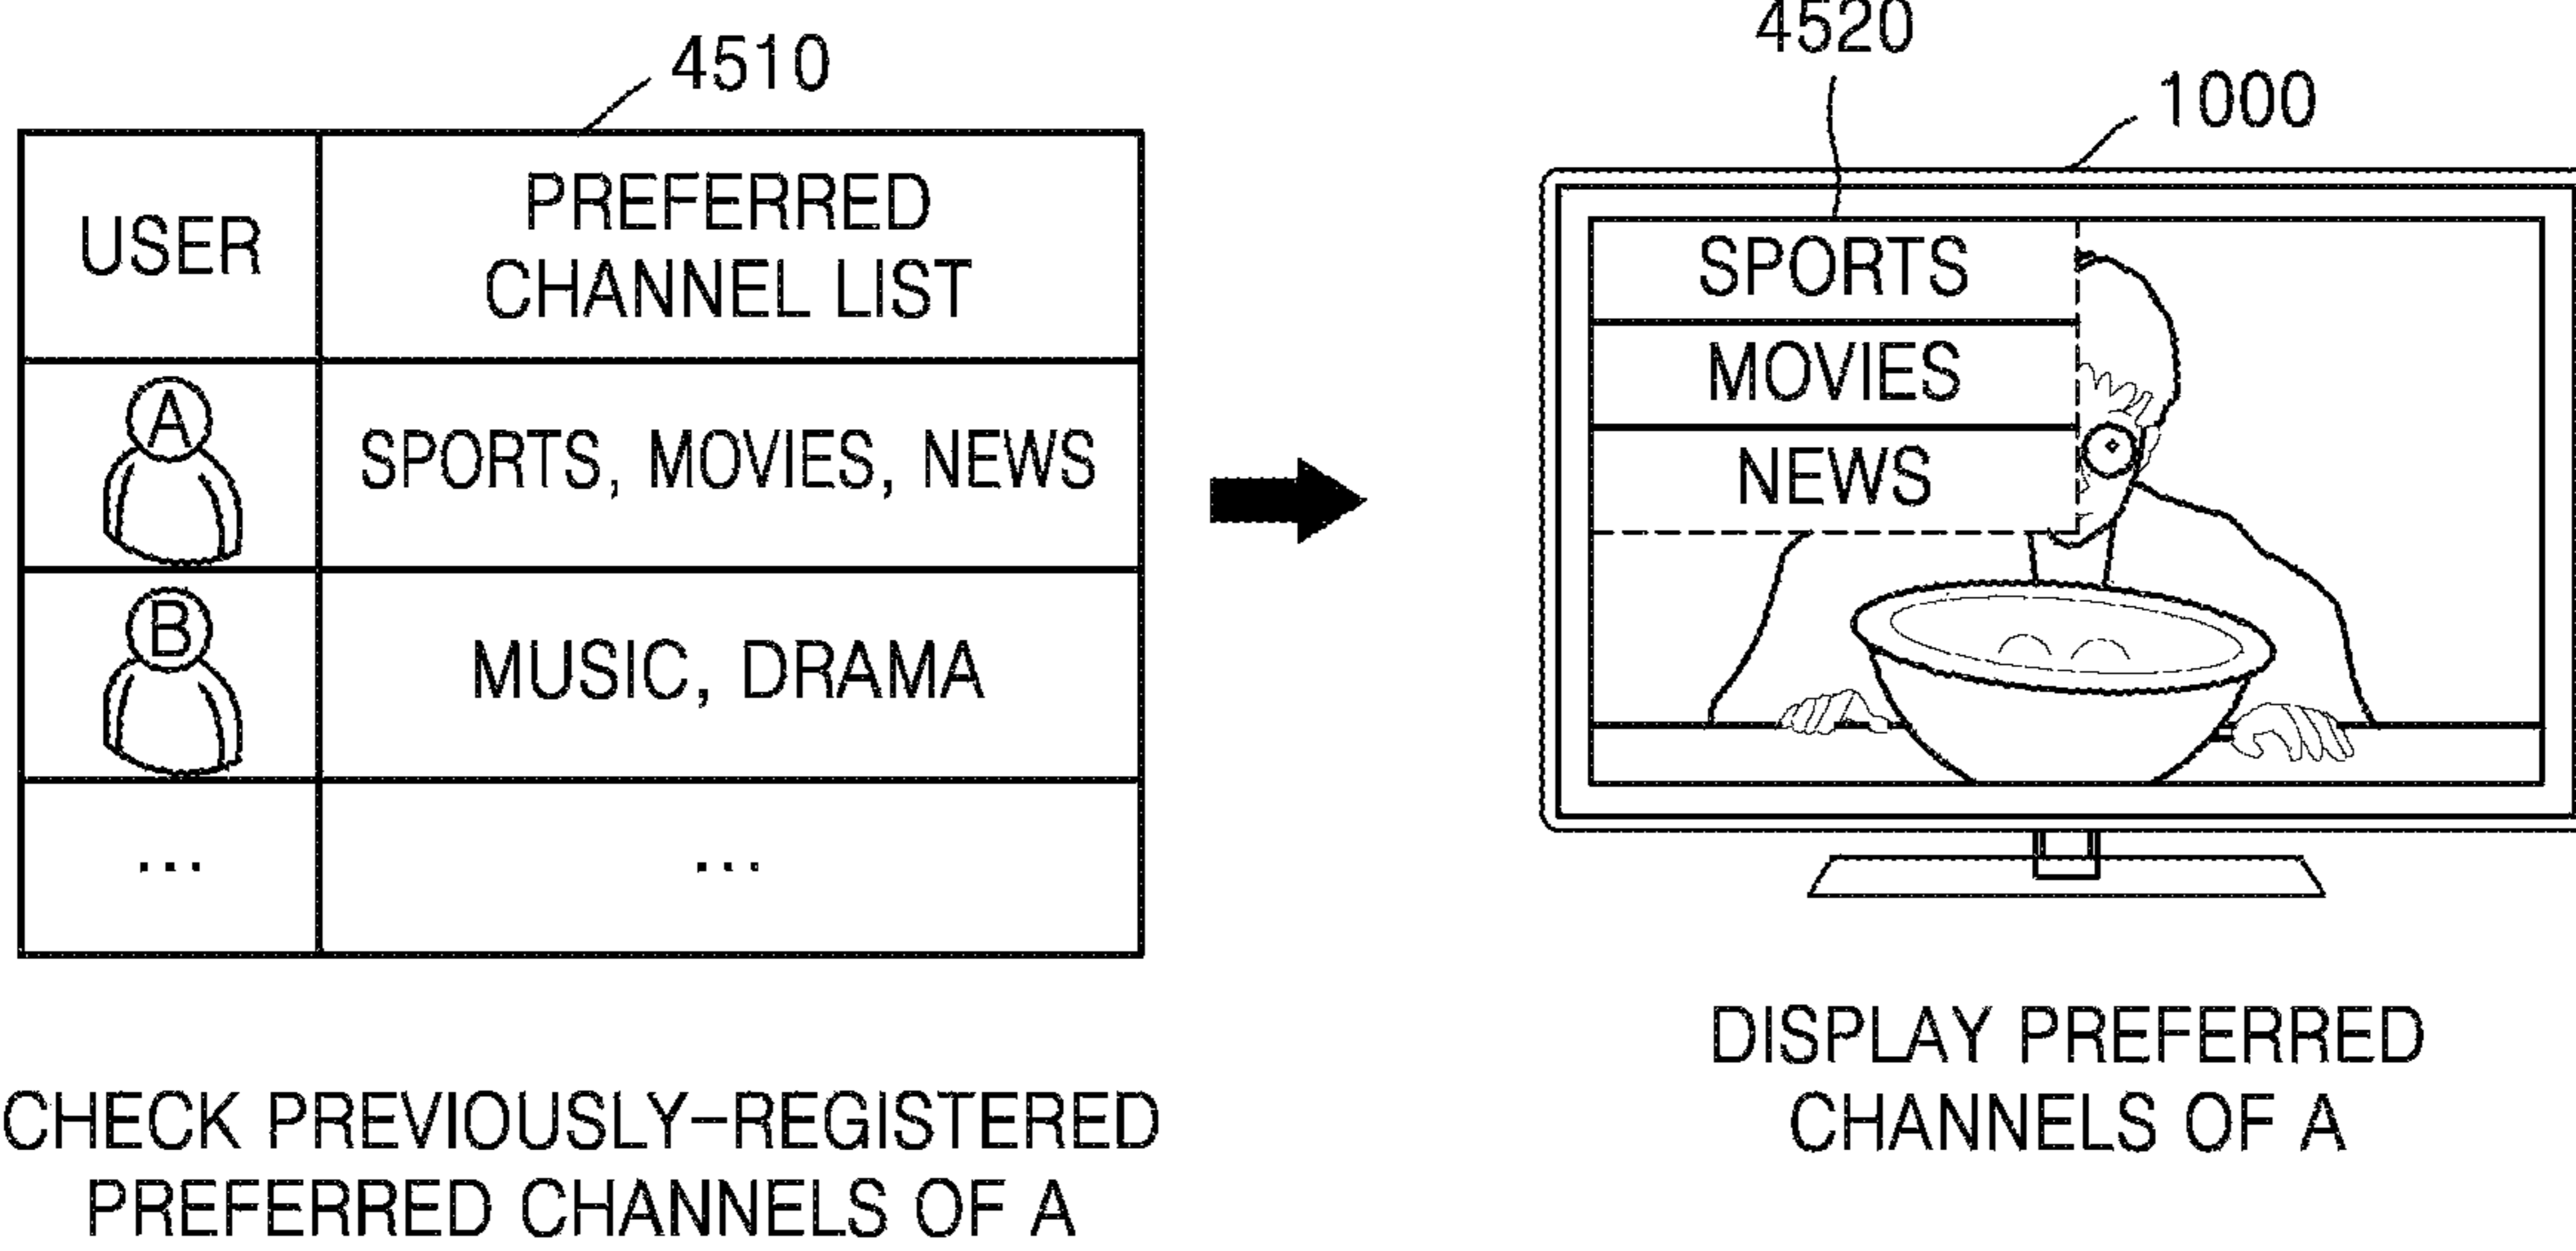 4510
USER
PREFERRED
CHANNEL LIST
A
SPORTS, MOVIES, NEWS
B
MUSIC, DRAMA
... ...
CHECK PREVIOUSLY-REGISTERED
PREFERRED CHANNELS OF A
4520
1000
SPORTS
MOVIES
NEWS
DISPLAY PREFERRED
CHANNELS OF A